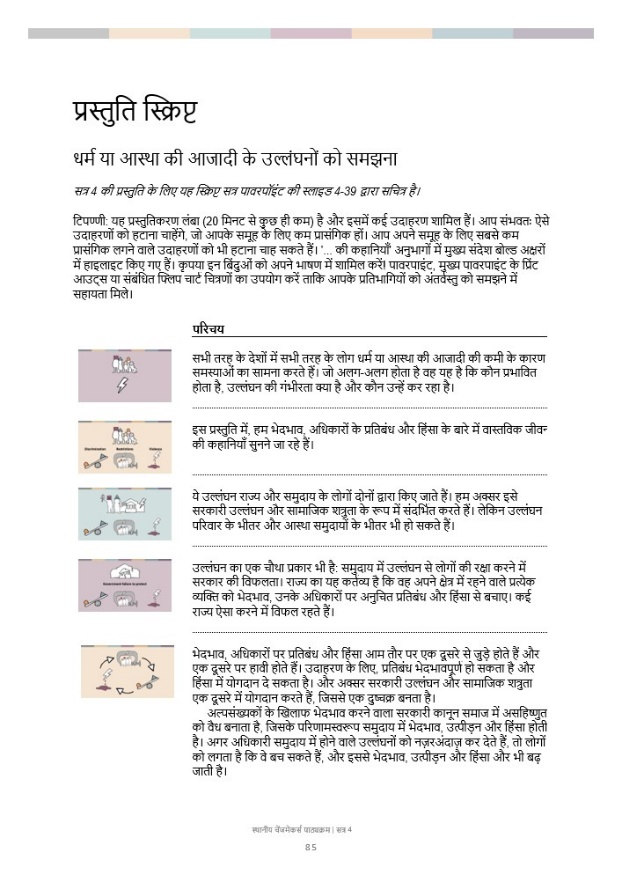 प्रस्तुति स्क्रिप्ट
धर्म या आस्था की आजादी के उल्लंघनों को समझना
सत्र 4 की प्रस्तुति के लिए यह स्क्रिप्ट सत्र पावरपॉइंट की स्लाइड 4-39 द्वारा सचित्र है।
टिपण्णी: यह प्रस्तुतिकरण लंबा (20 मिनट से कुछ ही कम) है और इसमें कई उदाहरण शामिल हैं। आप संभवतः ऐसे
उदाहरणों को हटाना चाहेंगे, जो आपके समूह के लिए कम प्रासंगिक हों। आप अपने समूह के लिए सबसे कम
प्रासंगिक लगने वाले उदाहरणों को भी हटाना चाह सकते हैं। '... की कहानियाँ' अनुभागों में मुख्य संदेश बोल्ड अक्षरों
में हाइलाइट किए गए हैं। कृपया इन बिंदुओं को अपने भाषण में शामिल करें! पावरपाइंट, मुख्य पावरपाइंट के प्रिंट
आउट्स या संबंधित फ्लिप चार्ट चित्रणों का उपयोग करें ताकि आपके प्रतिभागियों को अंतर्वस्तु को समझने में
सहायता मिले।
परिचय
सभी तरह के देशों में सभी तरह के लोग धर्म या आस्था की आजादी की कमी के कारण
समस्याओं का सामना करते हैं। जो अलग-अलग होता है वह यह है कि कौन प्रभावित
होता है, उल्लंघन की गंभीरता क्या है और कौन उन्हें कर रहा है।
इस प्रस्तुति में, हम भेदभाव, अधिकारों के प्रतिबंध और हिंसा के बारे में वास्तविक जीवन
की कहानियाँ सुनने जा रहे हैं।
Discrimination Restrictions Violence
ये उल्लंघन राज्य और समुदाय के लोगों दोनों द्वारा किए जाते हैं। हम अक्सर इसे
सरकारी उल्लंघन और सामाजिक शत्रुता के रूप में संदर्भित करते हैं। लेकिन उल्लंघन
परिवार के भीतर और आस्था समुदायों के भीतर भी हो सकते हैं।
उल्लंघन का एक चौथा प्रकार भी है: समुदाय में उल्लंघन से लोगों की रक्षा करने में
सरकार की विफलता। राज्य का यह कर्तव्य है कि वह अपने क्षेत्र में रहने वाले प्रत्येक
व्यक्ति को भेदभाव, उनके अधिकारों पर अनुचित प्रतिबंध और हिंसा से बचाए। कई
राज्य ऐसा करने में विफल रहते हैं।
Government failure to protect
भेदभाव, अधिकारों पर प्रतिबंध और हिंसा आम तौर पर एक दूसरे से जुड़े होते हैं और
एक दूसरे पर हावी होते हैं। उदाहरण के लिए, प्रतिबंध भेदभावपूर्ण हो सकता है और
हिंसा में योगदान दे सकता है। और अक्सर सरकारी उल्लंघन और सामाजिक शत्रुता
एक दूसरे में योगदान करते हैं, जिससे एक दुष्चक्र बनता है।
अल्पसंख्यकों के खिलाफ भेदभाव करने वाला सरकारी कानून समाज में असहिष्णुता
को वैध बनाता है, जिसके परिणामस्वरूप समुदाय में भेदभाव, उत्पीड़न और हिंसा होती
है। अगर अधिकारी समुदाय में होने वाले उल्लंघनों को नज़रअंदाज़ कर देते हैं, तो लोगों
को लगता है कि वे बच सकते हैं, और इससे भेदभाव, उत्पीड़न और हिंसा और भी बढ़
जाती है।
स्थानीय चेंजमेकर्स पाठ्यक्रम | सत्र 4
85